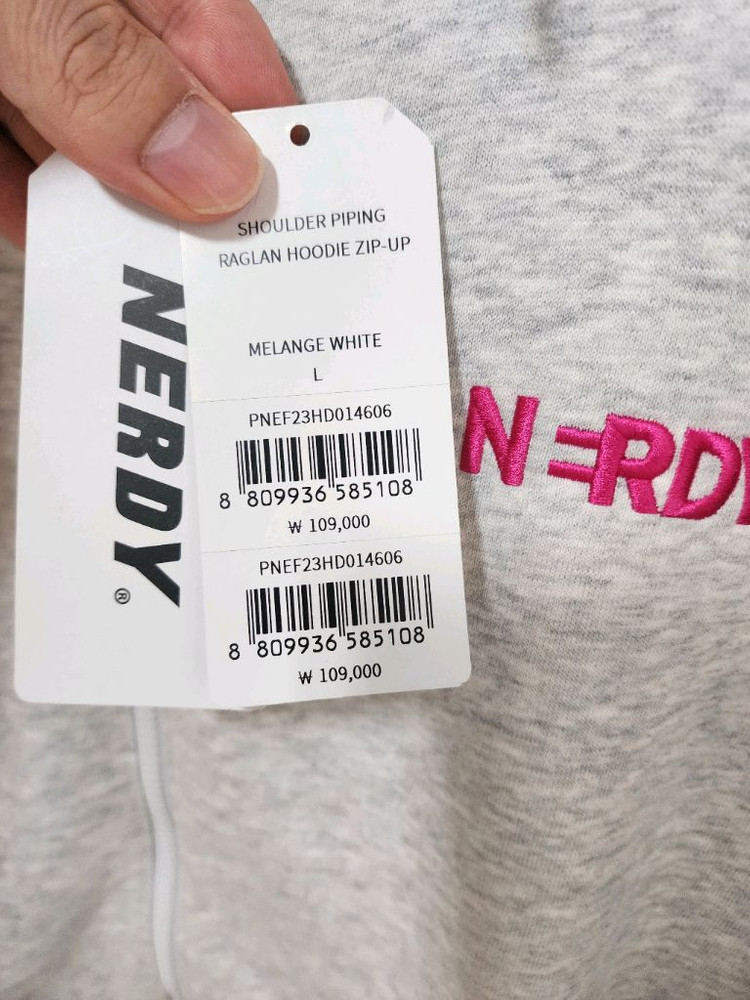 NERDY®
SHOULDER PIPING
RAGLAN HOODIE ZIP-UP
MELANGE WHITE
L
PNEF23HD014606
8 809936 585108
₩ 109,000
PNEF23HD014606
8 809936 585108
₩ 109,000
NERDY